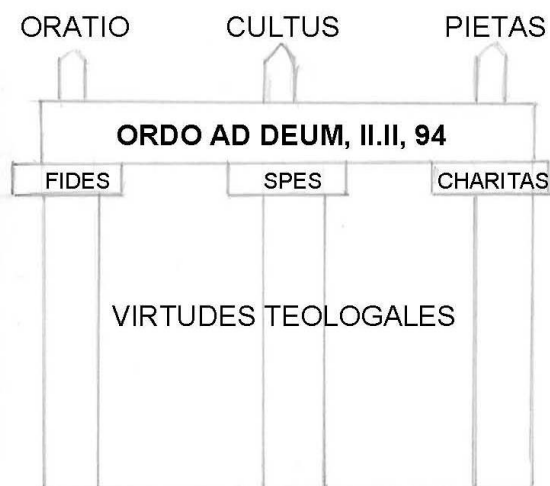 ORATIO CULTUS PIETAS
ORDO AD DEUM, II.II, 94
FIDES SPES CHARITAS
VIRTUDES TEOLOGALES